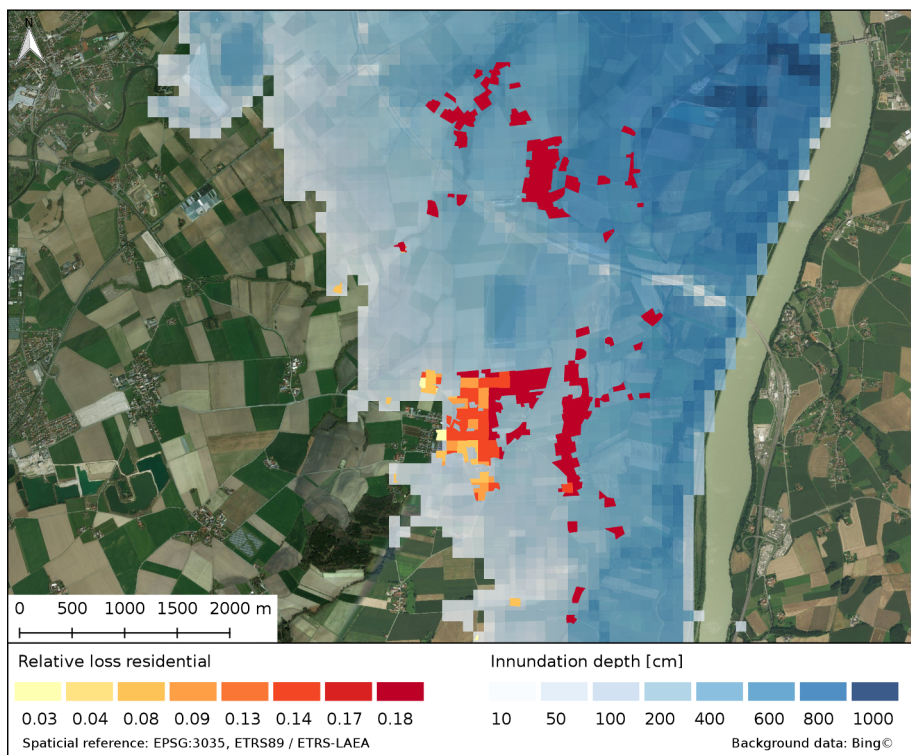 N
0 500 1000 1500 2000 m
Relative loss residential
0.03 0.04 0.08 0.09 0.13 0.14 0.17 0.18
Innundation depth [cm]
10 50 100 200 400 600 800 1000
Spaticial reference: EPSG:3035, ETRS89 / ETRS-LAEA
Background data: Bing©